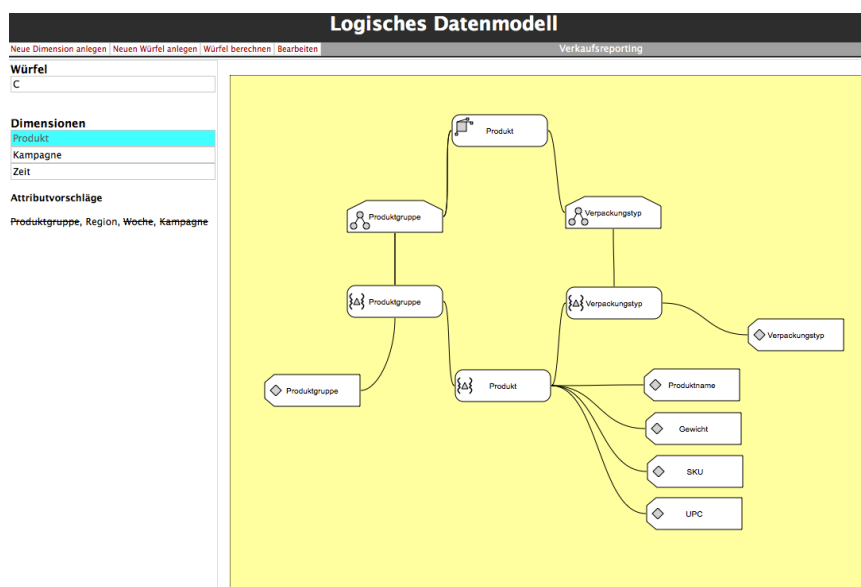 Logisches Datenmodell
Neue Dimension anlegen Neuen Würfel anlegen Würfel berechnen Bearbeiten Verkaufsreporting
Würfel
C
Dimensionen
Produkt
Kampagne
Zeit
Attributvorschläge
Produktgruppe, Region, Woche, Kampagne
Produkt
Produktgruppe
Verpackungstyp
Produktgruppe
Verpackungstyp
Verpackungstyp
Produktgruppe
Produkt
Produktname
Gewicht
SKU
UPC